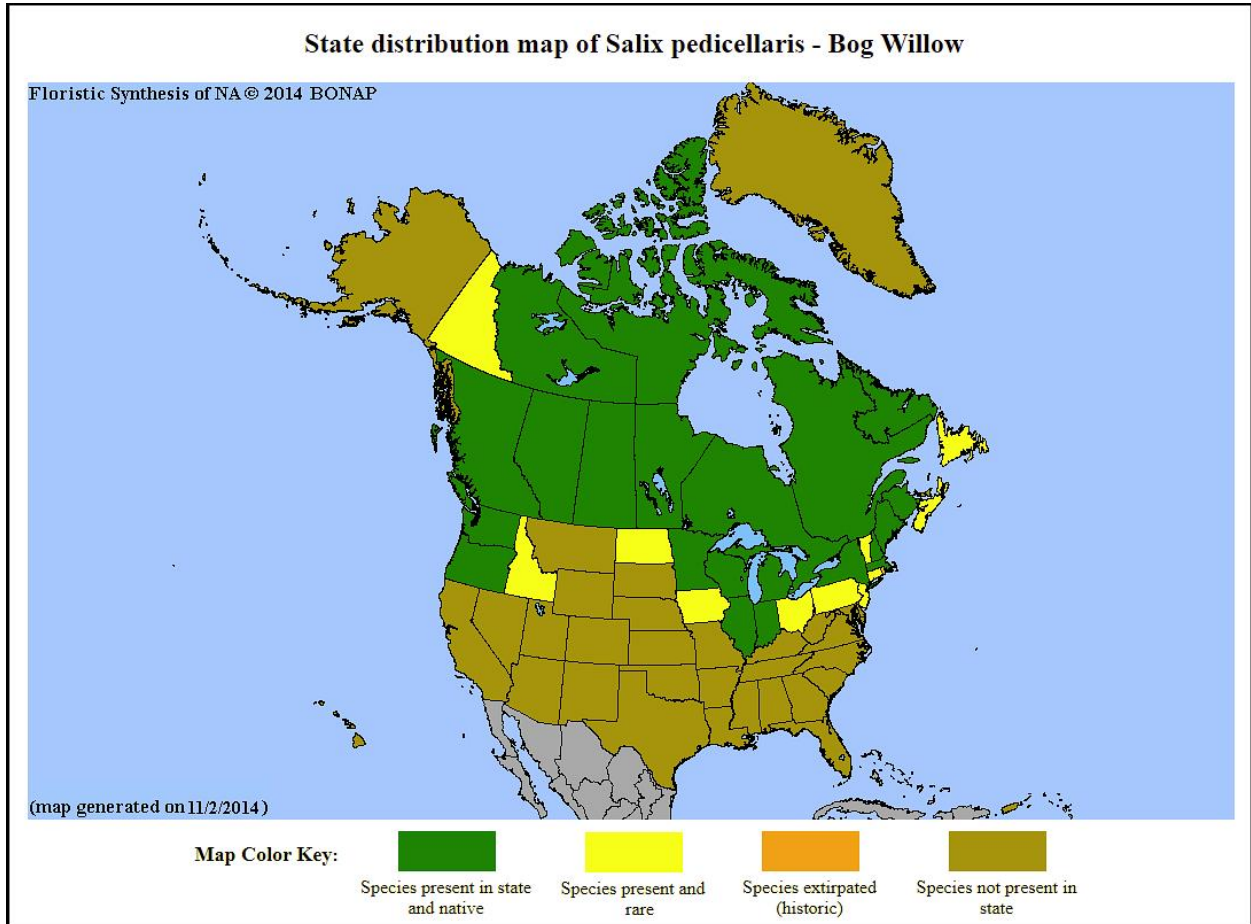 State distribution map of Salix pedicellaris - Bog Willow
Floristic Synthesis of NA © 2014 BONAP
(map generated on 11/2/2014)
Map Color Key:
Species present in state
and native
Species present and
rare
Species extirpated
(historic)
Species not present in
state